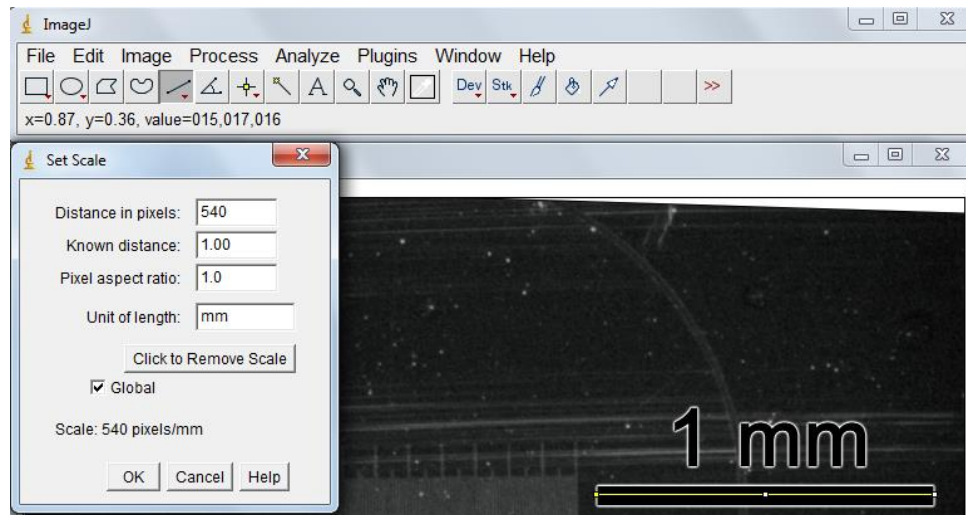 ImageJ
File Edit Image Process Analyze Plugins Window Help
A Dev Stk >>
x=0.87, y=0.36, value=015,017,016
Set Scale
Distance in pixels: 540
Known distance: 1.00
Pixel aspect ratio: 1.0
Unit of length: mm
Click to Remove Scale
Global
Scale: 540 pixels/mm
OK Cancel Help
1 mm